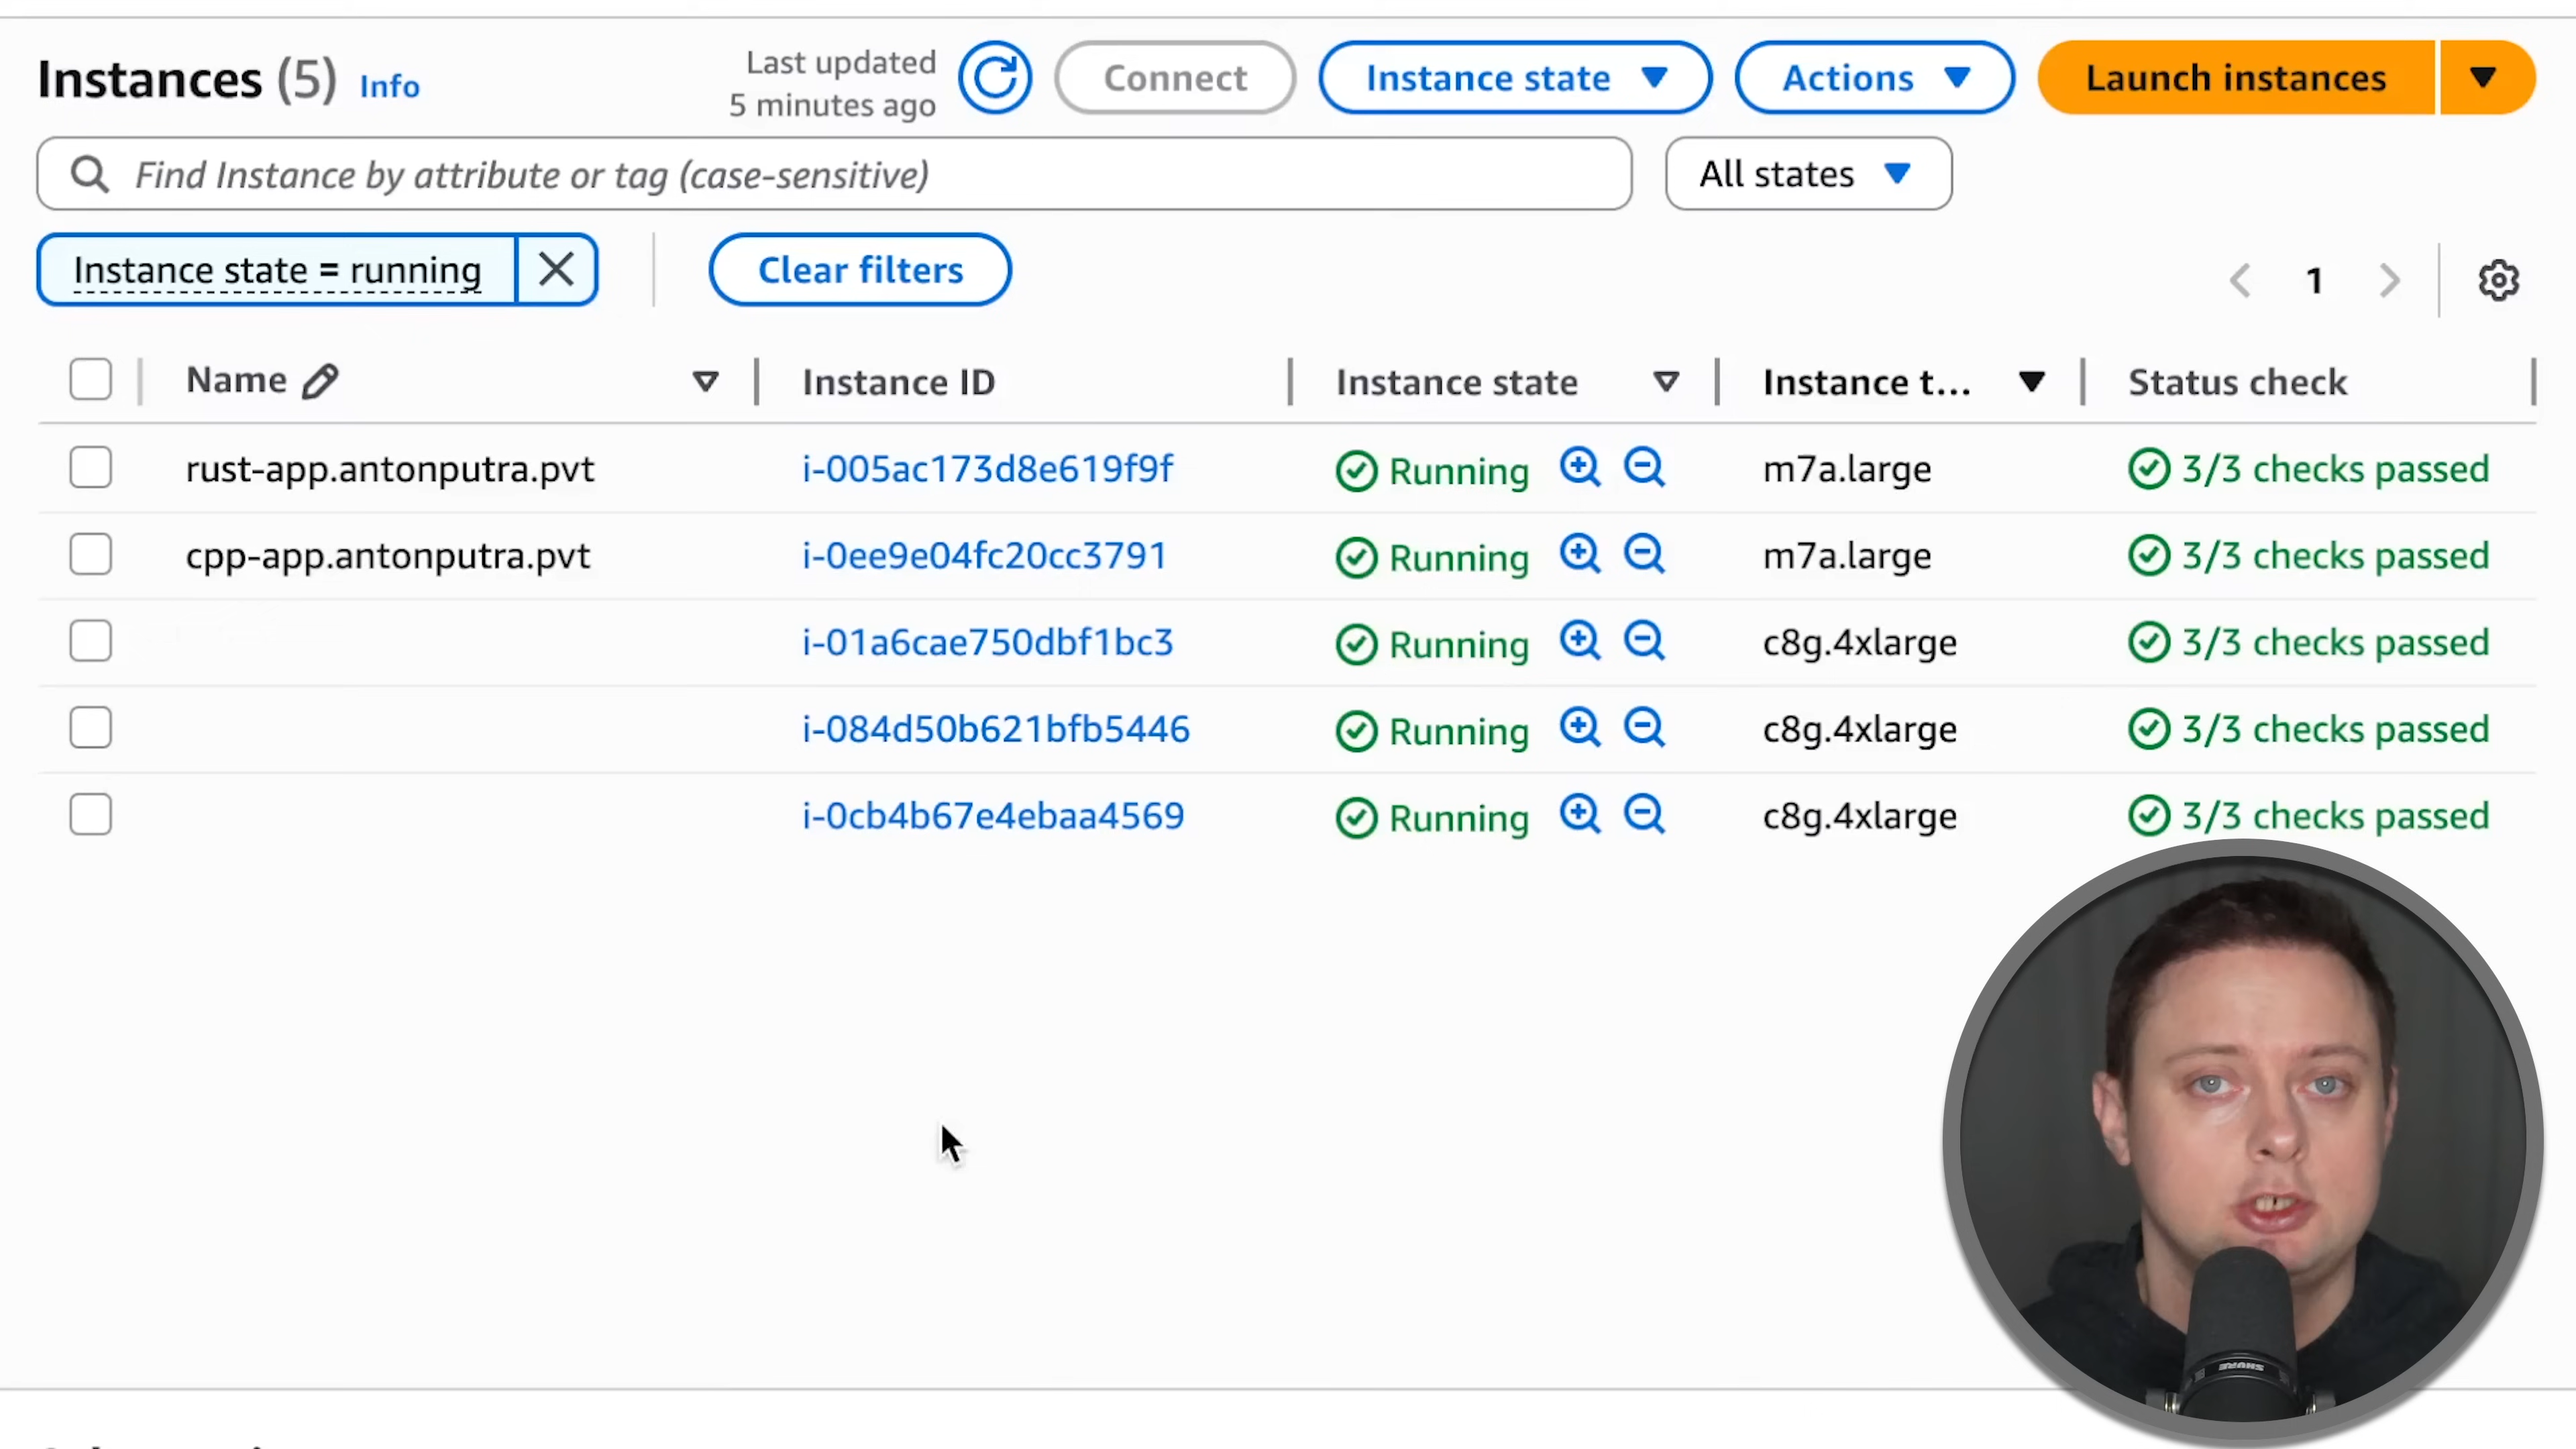 Instances (5) Info
Last updated
5 minutes ago
Connect
Instance state
Actions
Launch instances
Find Instance by attribute or tag (case-sensitive)
All states
Instance state = running
Clear filters
1
Name Instance ID Instance state Instance t... Status check
rust-app.antonputra.pvt i-005ac173d8e619f9f Running m7a.large 3/3 checks passed
cpp-app.antonputra.pvt i-0ee9e04fc20cc3791 Running m7a.large 3/3 checks passed
i-01a6cae750dbf1bc3 Running c8g.4xlarge 3/3 checks passed
i-084d50b621bfb5446 Running c8g.4xlarge 3/3 checks passed
i-0cb4b67e4ebaa4569 Running c8g.4xlarge 3/3 checks passed
SHURE